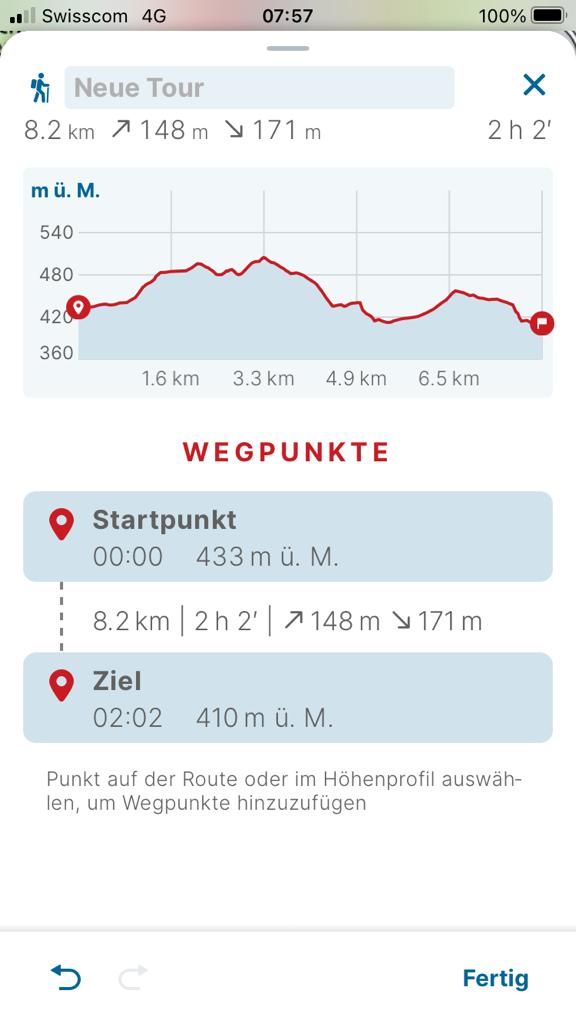 Swisscom 4G 07:57 100%
Neue Tour
8.2 km ↗ 148 m ↘ 171 m 2 h 2′
m ü. M.
540
480
420
360
1.6 km 3.3 km 4.9 km 6.5 km
WEGPUNKTE
Startpunkt
00:00 433 m ü. M.
8.2 km | 2 h 2′ | ↗ 148 m ↘ 171 m
Ziel
02:02 410 m ü. M.
Punkt auf der Route oder im Höhenprofil auswäh-
len, um Wegpunkte hinzuzufügen
Fertig